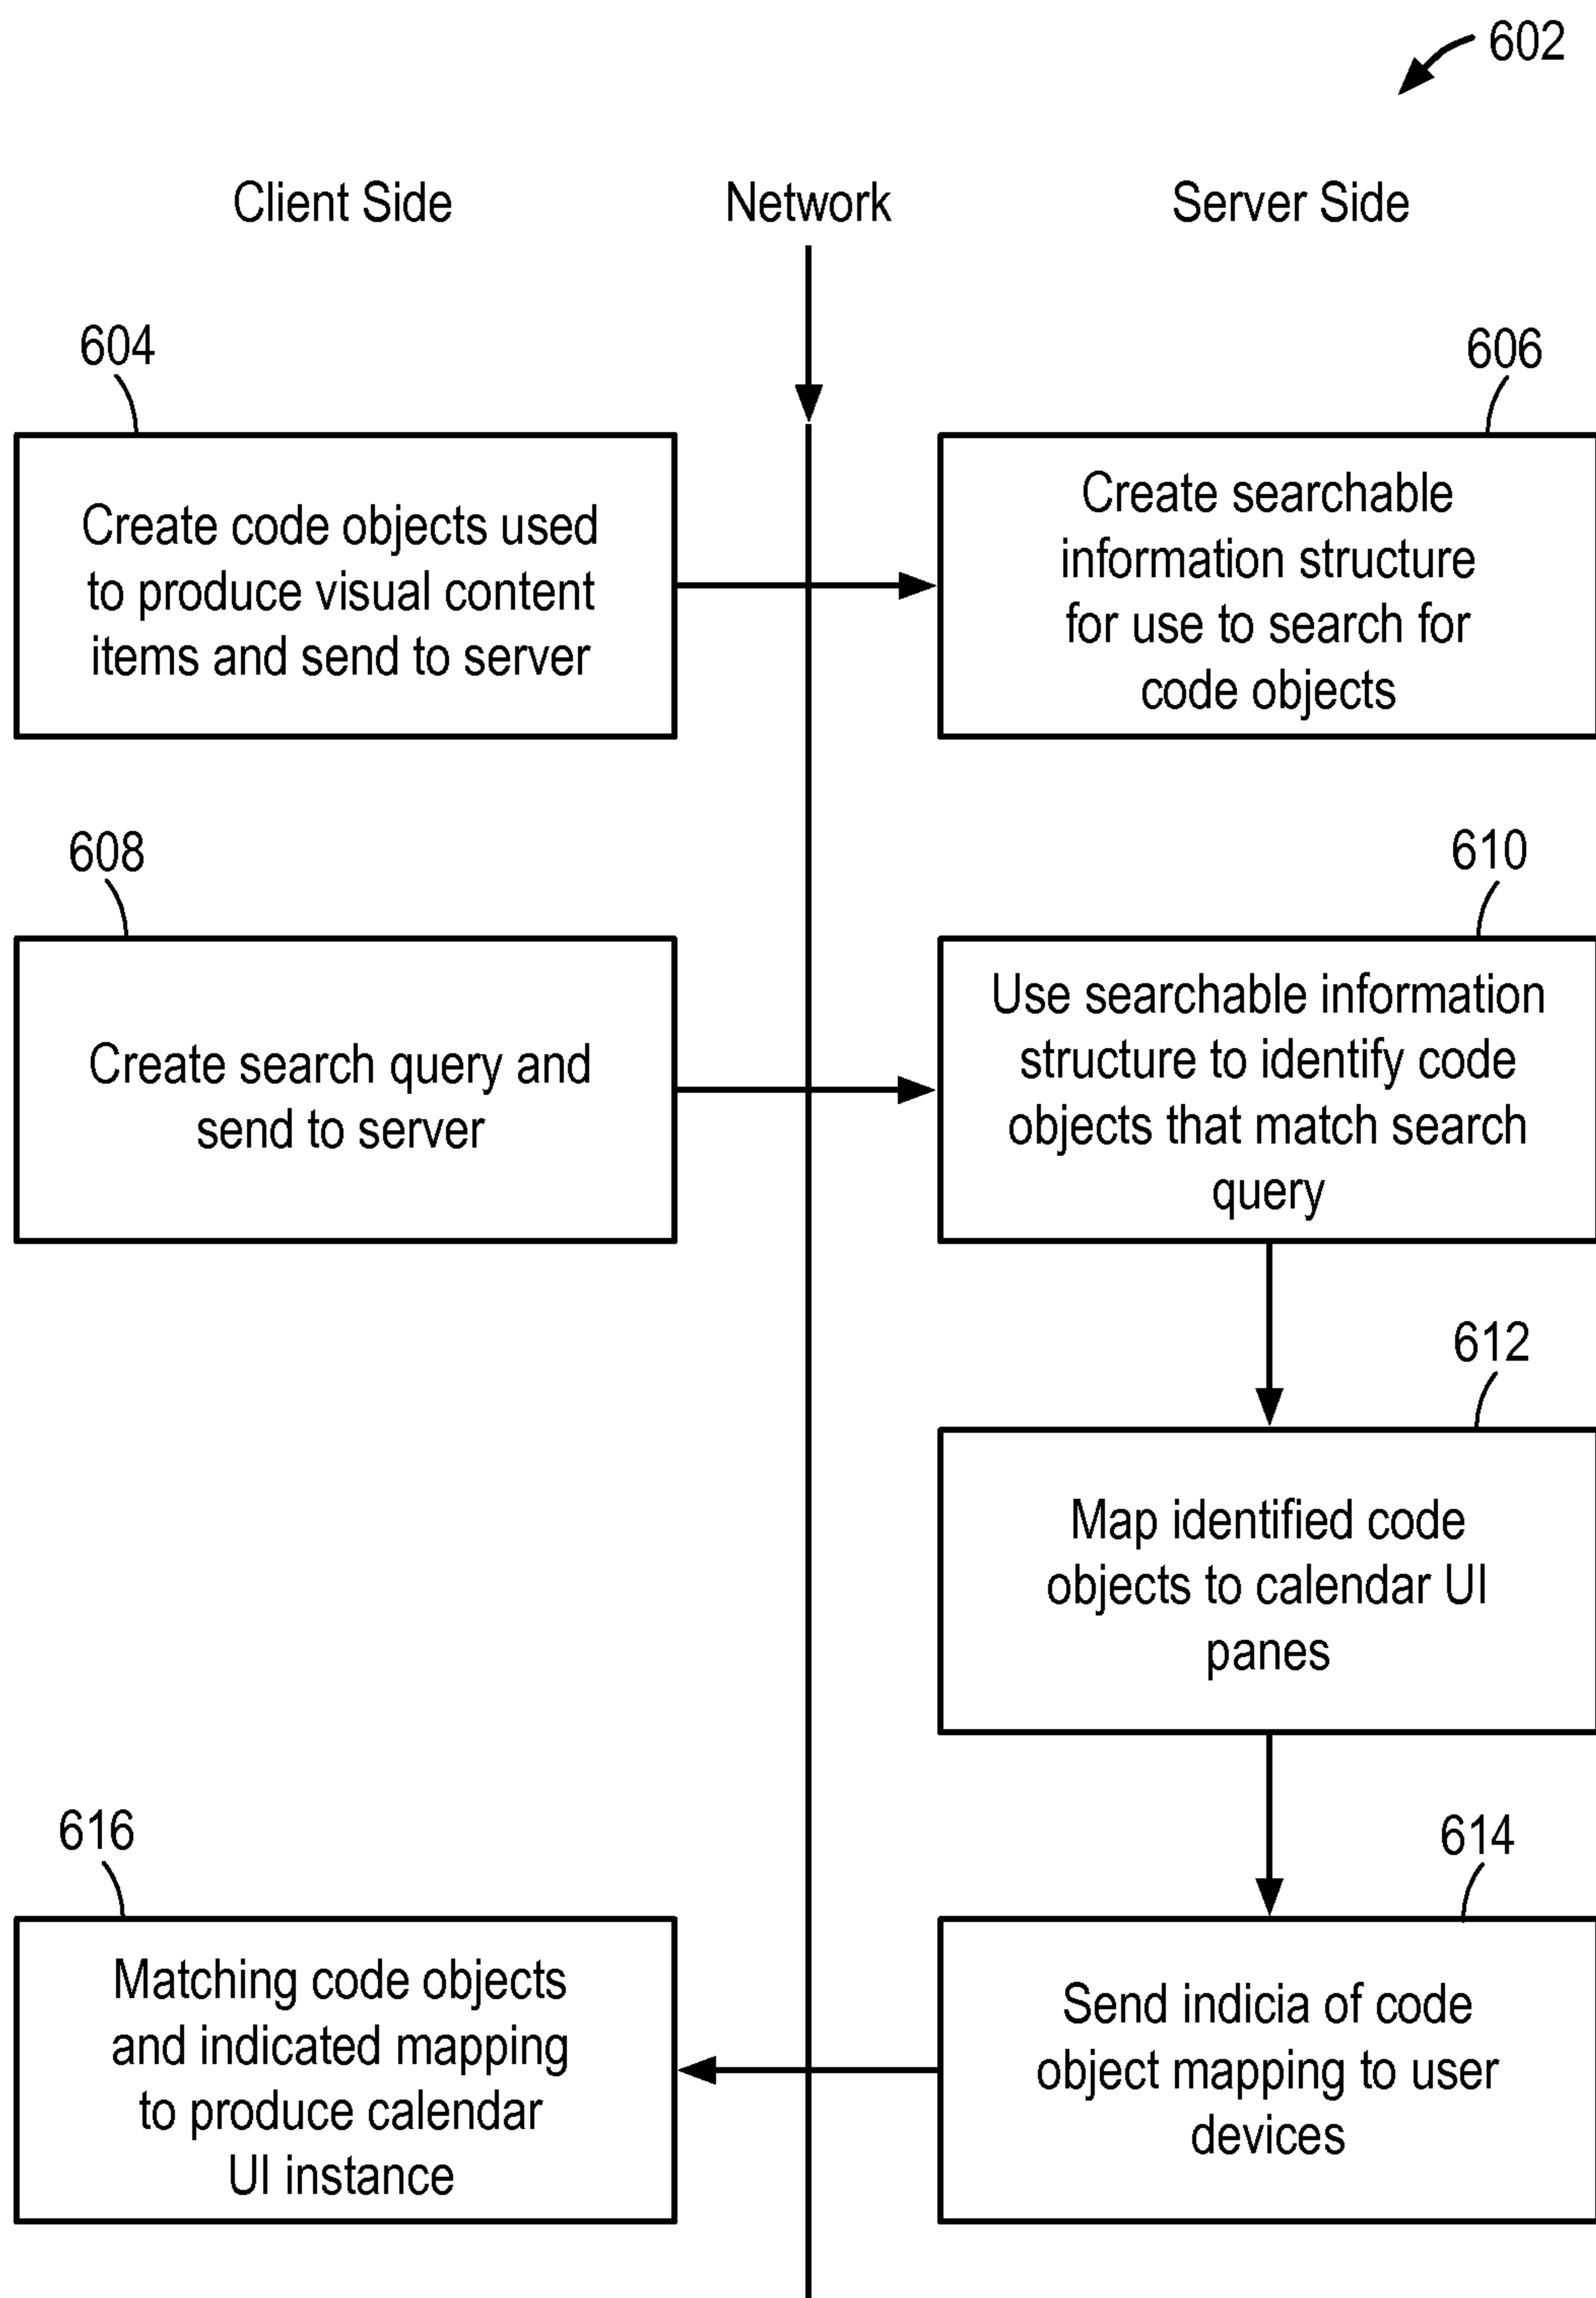 602
Client Side
Network
Server Side
604
606
Create code objects used
to produce visual content
items and send to server
Create searchable
information structure
for use to search for
code objects
608
610
Create search query and
send to server
Use searchable information
structure to identify code
objects that match search
query
612
Map identified code
objects to calendar UI
panes
616
614
Matching code objects
and indicated mapping
to produce calendar
UI instance
Send indicia of code
object mapping to user
devices